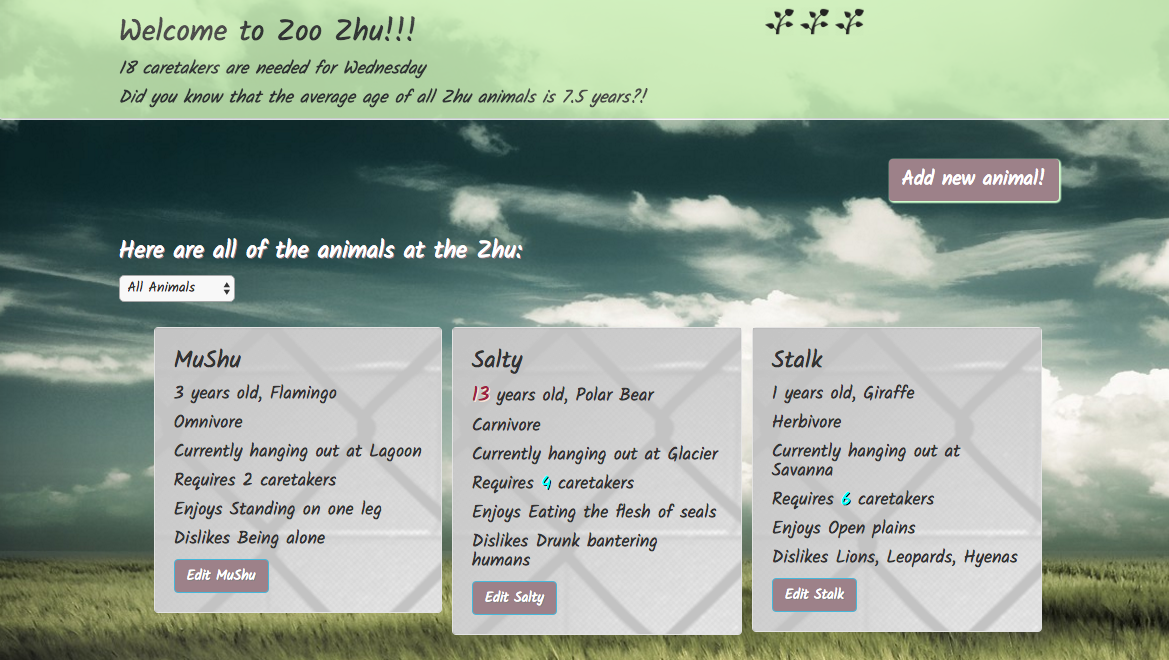 Welcome to Zoo Zhu!!!
18 caretakers are needed for Wednesday
Did you know that the average age of all Zhu animals is 7.5 years?!
Add new animal!
Here are all of the animals at the Zhu:
All Animals
MuShu
3 years old, Flamingo
Omnivore
Currently hanging out at Lagoon
Requires 2 caretakers
Enjoys Standing on one leg
Dislikes Being alone
Edit MuShu
Salty
13 years old, Polar Bear
Carnivore
Currently hanging out at Glacier
Requires 9 caretakers
Enjoys Eating the flesh of seals
Dislikes Drunk bantering
humans
Edit Salty
Stalk
1 years old, Giraffe
Herbivore
Currently hanging out at
Savanna
Requires 6 caretakers
Enjoys Open plains
Dislikes Lions, Leopards, Hyenas
Edit Stalk